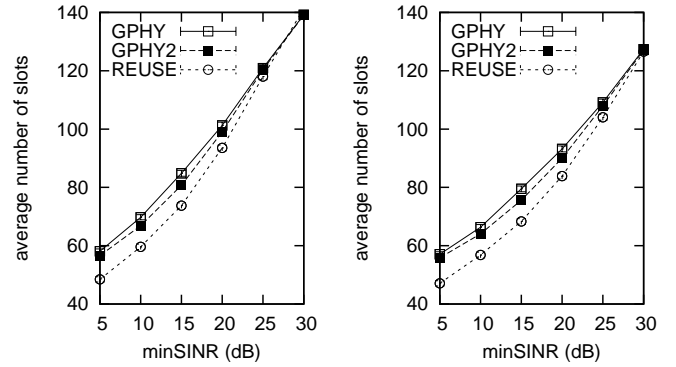 average number of slots
140
120
100
80
60
40
GPHY
GPHY2
REUSE
5 10 15 20 25 30
minSINR (dB)
average number of slots
140
120
100
80
60
40
GPHY
GPHY2
REUSE
5 10 15 20 25 30
minSINR (dB)